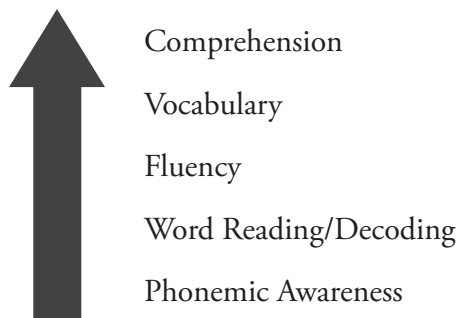 Comprehension
Vocabulary
Fluency
Word Reading/Decoding
Phonemic Awareness